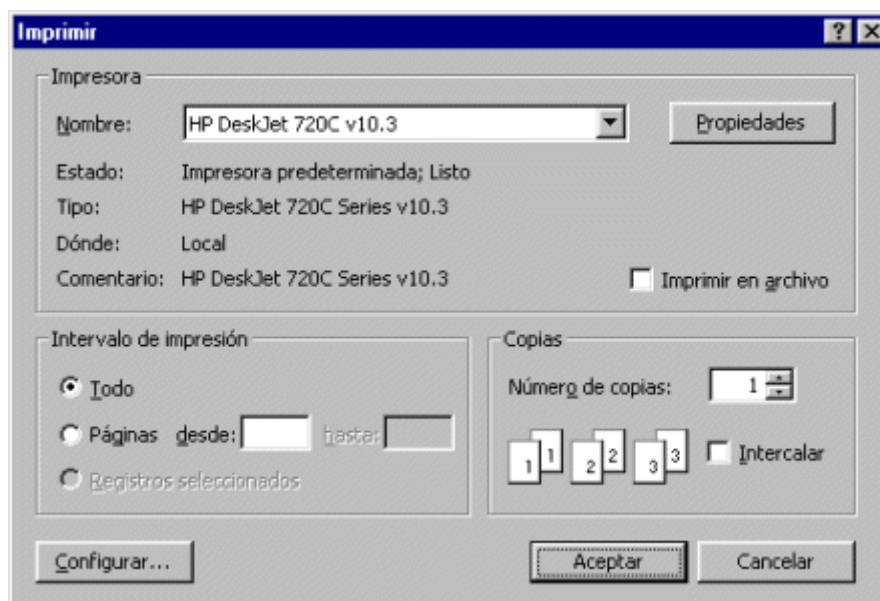 Imprimir
Impresora
Nombre: HP DeskJet 720C v10.3 Propiedades
Estado: Impresora predeterminada; Listo
Tipo: HP DeskJet 720C Series v10.3
Dónde: Local
Comentario: HP DeskJet 720C Series v10.3 Imprimir en archivo
Intervalo de impresión
Todo
Páginas desde: hasta:
Registros seleccionados
Copias
Número de copias: 1
1 1 2 2 3 3 Intercalar
Configurar... Aceptar Cancelar